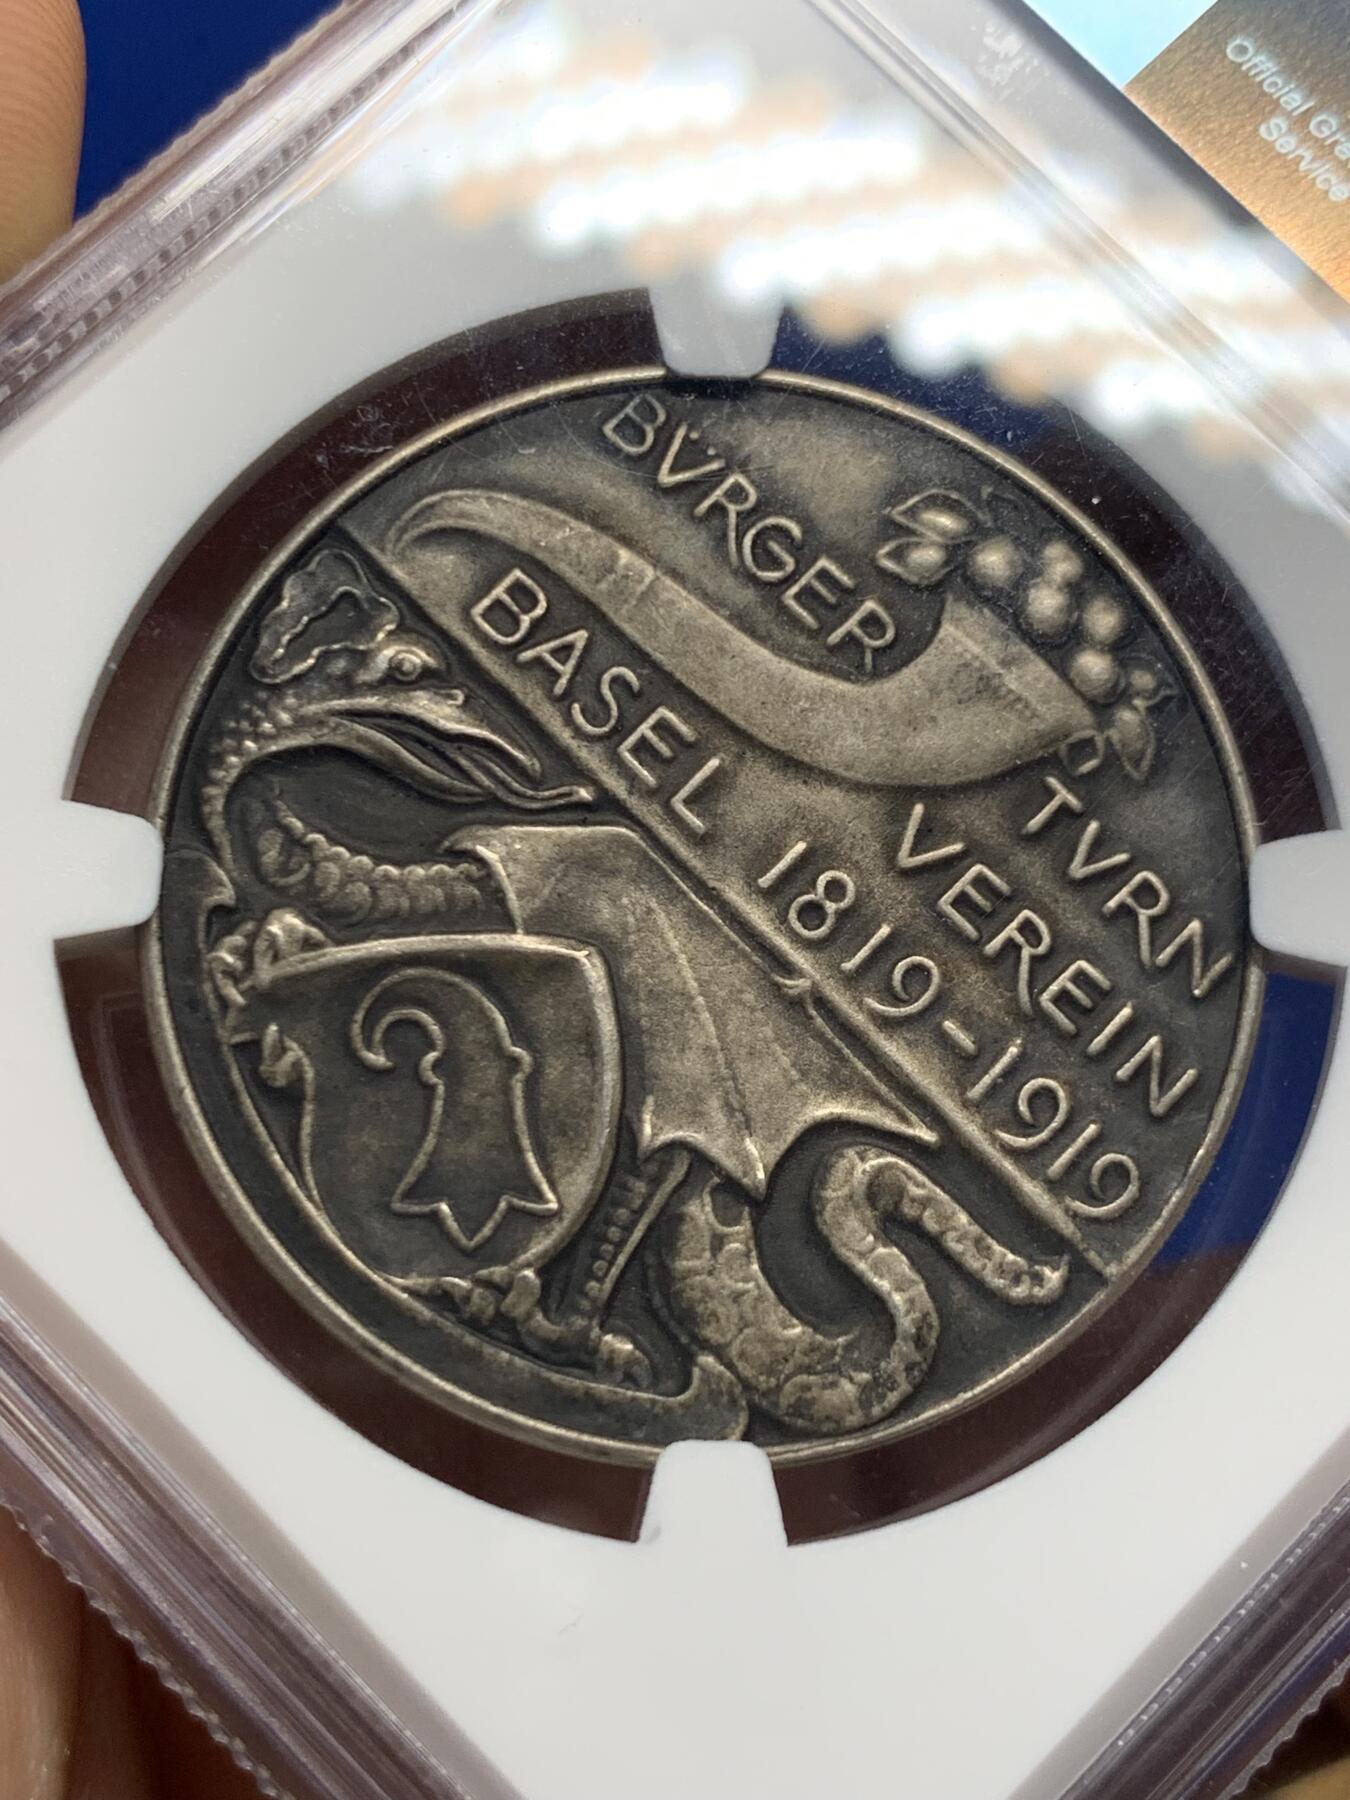 Official Gra
Service
BVRGER
TVRN
VEREIN
BASEL 1819-1919